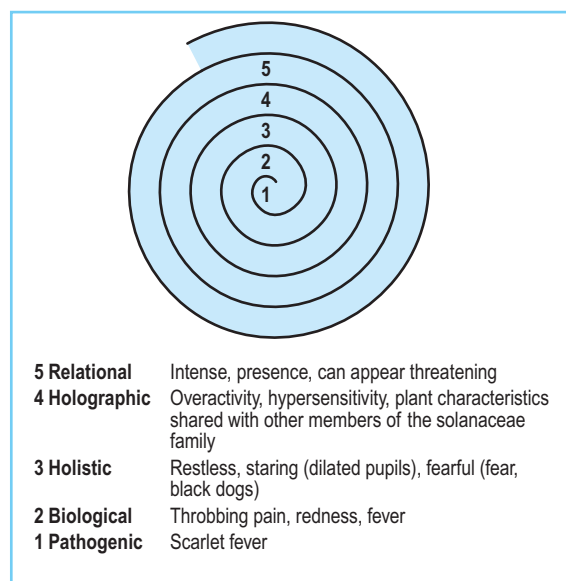 5
4
3
2
1
5 Relational Intense, presence, can appear threatening
4 Holographic Overactivity, hypersensitivity, plant characteristics
shared with other members of the solanaceae
family
3 Holistic Restless, staring (dilated pupils), fearful (fear,
black dogs)
2 Biological Throbbing pain, redness, fever
1 Pathogenic Scarlet fever